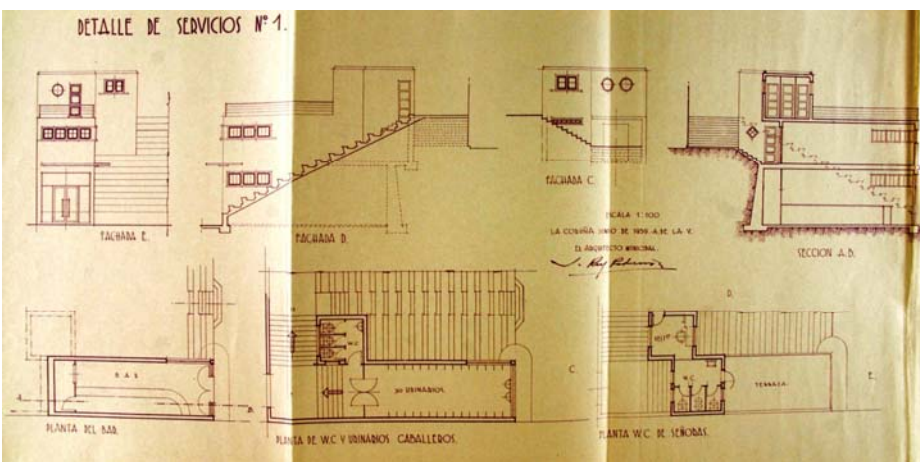 DETALLE DE SERVICIOS Nº 1.
FACHADA E.
FACHADA D.
FACHADA C.
ESCALA 1:100
LA CORUÑA JUNIO DE 1939. A. DE LA V.
EL ARQUITECTO MUNICIPAL.
SECCION A.B.
D.
W.C.
BAR
30 URINARIOS.
C.
W.C.
TERRAZA.
E.
A.
B.
PLANTA DEL BAR.
PLANTA DE W.C Y URINARIOS CABALLEROS.
PLANTA W.C. DE SEÑORAS.